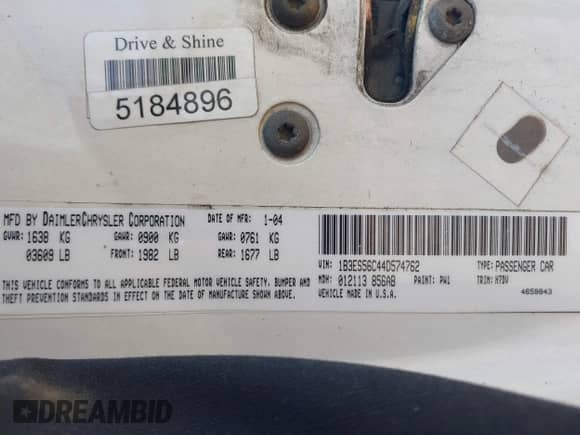 Drive & Shine
5184896
MFD BY DAIMLERCHRYSLER CORPORATION DATE OF MFR: 1-04
GVWR: 1638 KG GAWR: 0900 KG GAWR: 0761 KG
03609 LB FRONT: 1982 LB REAR: 1677 LB
THIS VEHICLE CONFORMS TO ALL APPLICABLE FEDERAL MOTOR VEHICLE SAFETY, BUMPER AND
THEFT PREVENTION STANDARDS IN EFFECT ON THE DATE OF MANUFACTURE SHOWN ABOVE.
VIN: 1B3ES56C44D574762 TYPE: PASSENGER CAR
MDH: 012113 856AB PAINT: PW1 TRIM: H7DV
VEHICLE MADE IN U.S.A. 4658843
DREAMBID